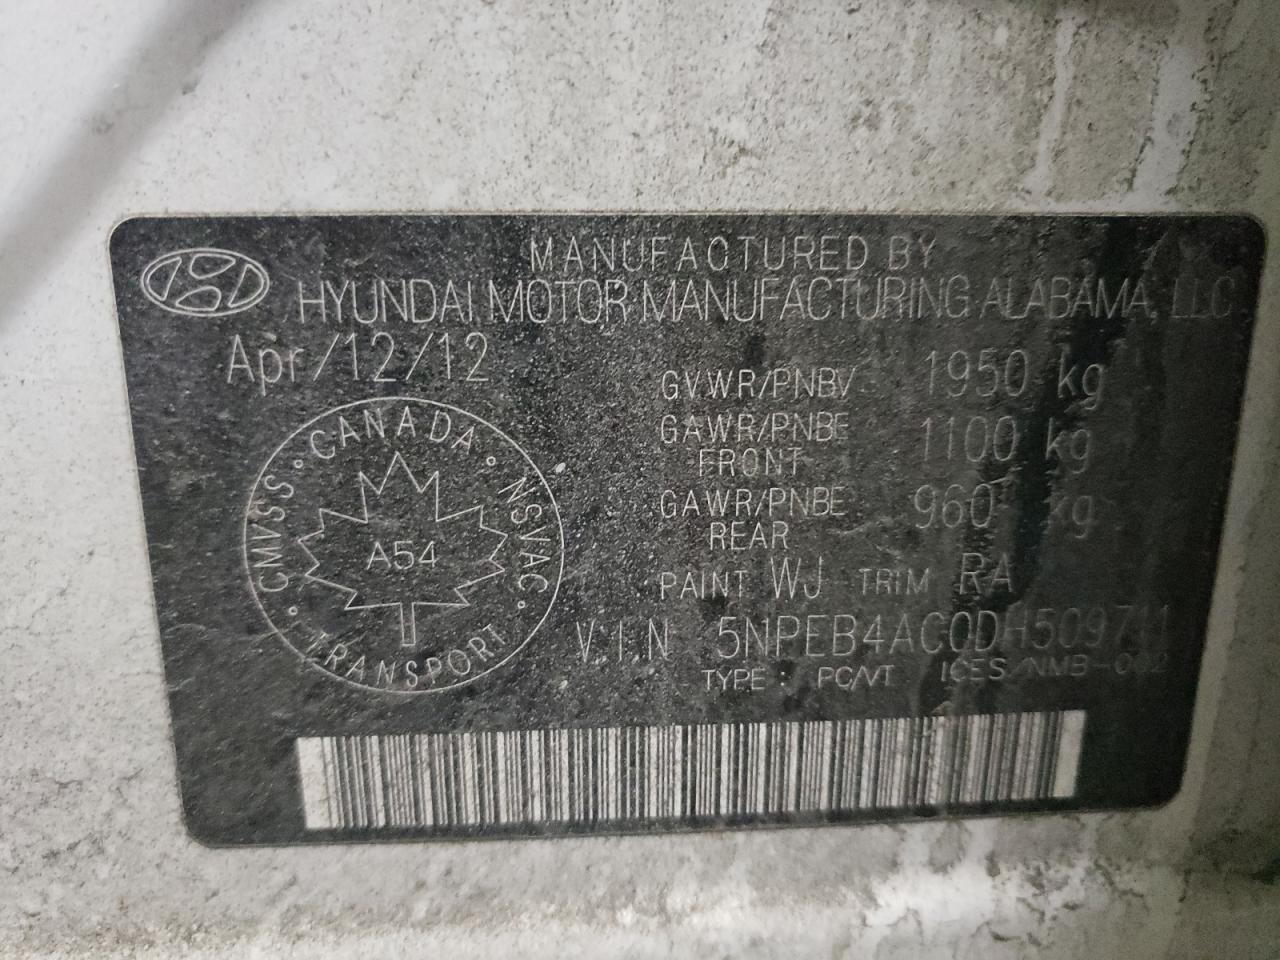 MANUFACTURED BY
HYUNDAI MOTOR MANUFACTURING ALABAMA, LLC
Apr/12/12
GVWR/PNBV 1950 kg
GAWR/PNBE FRONT 1100 kg
GAWR/PNBE REAR 960 kg
CANADA • NSVAC • TRANSPORT • CMVSS •
A54
PAINT WJ TRIM RA
VIN 5NPEB4AC0DH509711
TYPE : PC/VT ICES/NMB-002